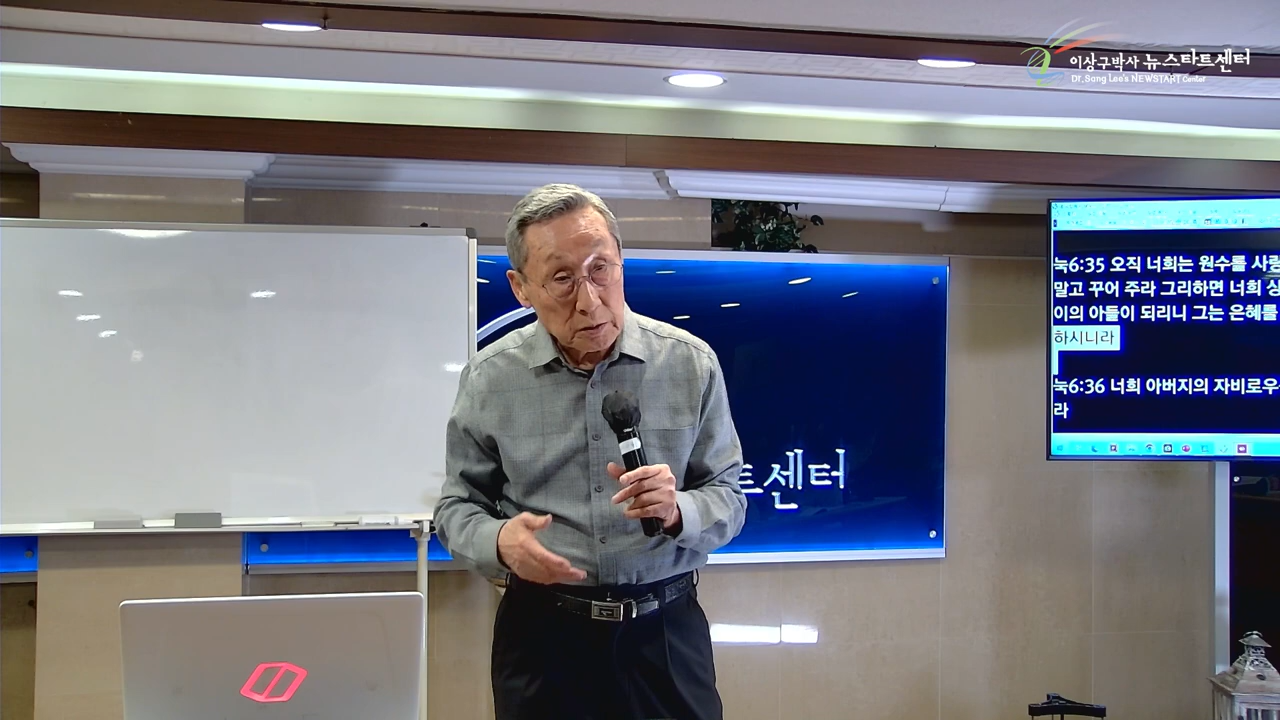 이상구박사 뉴스타트센터
Dr.Sang Lee's NEWSTART Center
눅6:35 오직 너희는 원수를 사랑
말고 꾸어 주라 그리하면 너희 상
이의 아들이 되리니 그는 은혜를
하시니라
눅6:36 너희 아버지의 자비로우
라
트센터